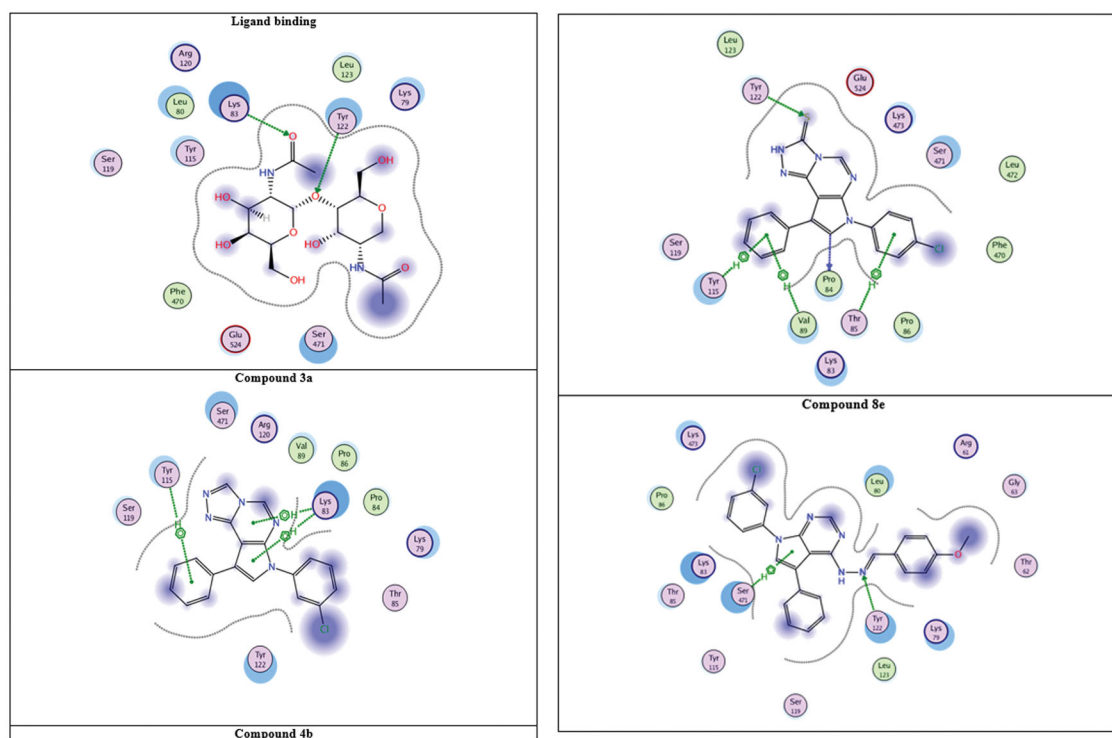 Ligand binding
Arg
120
Leu
123
Leu
80
Lys
83
Lys
79
Tyr
122
Tyr
115
Ser
119
O
HN
OH
HO
H
O
O
O
HO
HO
OH
HN
O
Phe
470
Glu
524
Ser
471
Compound 3a
Ser
471
Arg
120
Val
89
Pro
86
Tyr
115
Lys
83
Pro
84
Ser
119
Lys
79
Thr
85
Tyr
122
N
N
N
N
N
H
H
H
Cl
Compound 4b
Leu
123
Glu
524
Tyr
122
Lys
473
Ser
471
Leu
472
S
HN
N
N
N
N
Cl
Ser
119
Phe
470
Tyr
115
H
H
H
Pro
84
Val
89
Thr
85
Pro
86
Lys
83
Compound 8e
Lys
473
Arg
61
Pro
86
Leu
80
Gly
63
Cl
N
N
N
N
H
N
O
Thr
62
Lys
83
Ser
471
H
Thr
85
Tyr
122
Lys
79
Tyr
115
Leu
123
Ser
119